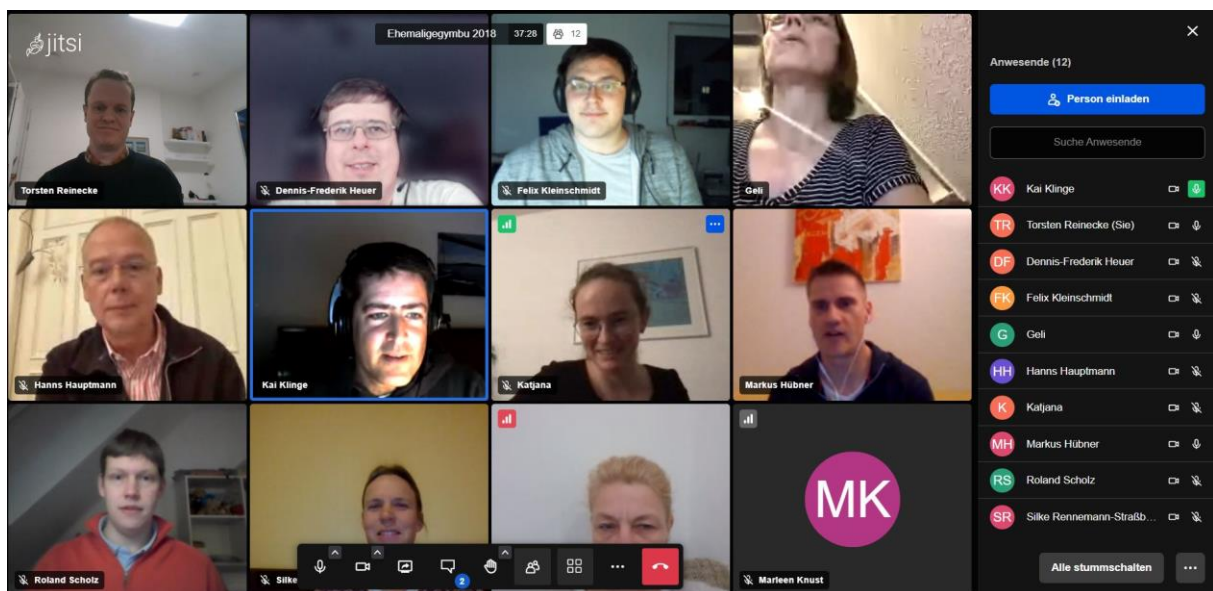 jitsi
Ehemaligegymbu 2018 37:28 12
Torsten Reinecke
Dennis-Frederik Heuer
Felix Kleinschmidt
Geli
Hanns Hauptmann
Kai Klinge
Katjana
Markus Hübner
Roland Scholz
Silke
2
MK
Marleen Knust
Anwesende (12)
Person einladen
Suche Anwesende
KK Kai Klinge
TR Torsten Reinecke (Sie)
DF Dennis-Frederik Heuer
FK Felix Kleinschmidt
G Geli
HH Hanns Hauptmann
K Katjana
MH Markus Hübner
RS Roland Scholz
SR Silke Rennemann-Straßb...
Alle stummschalten